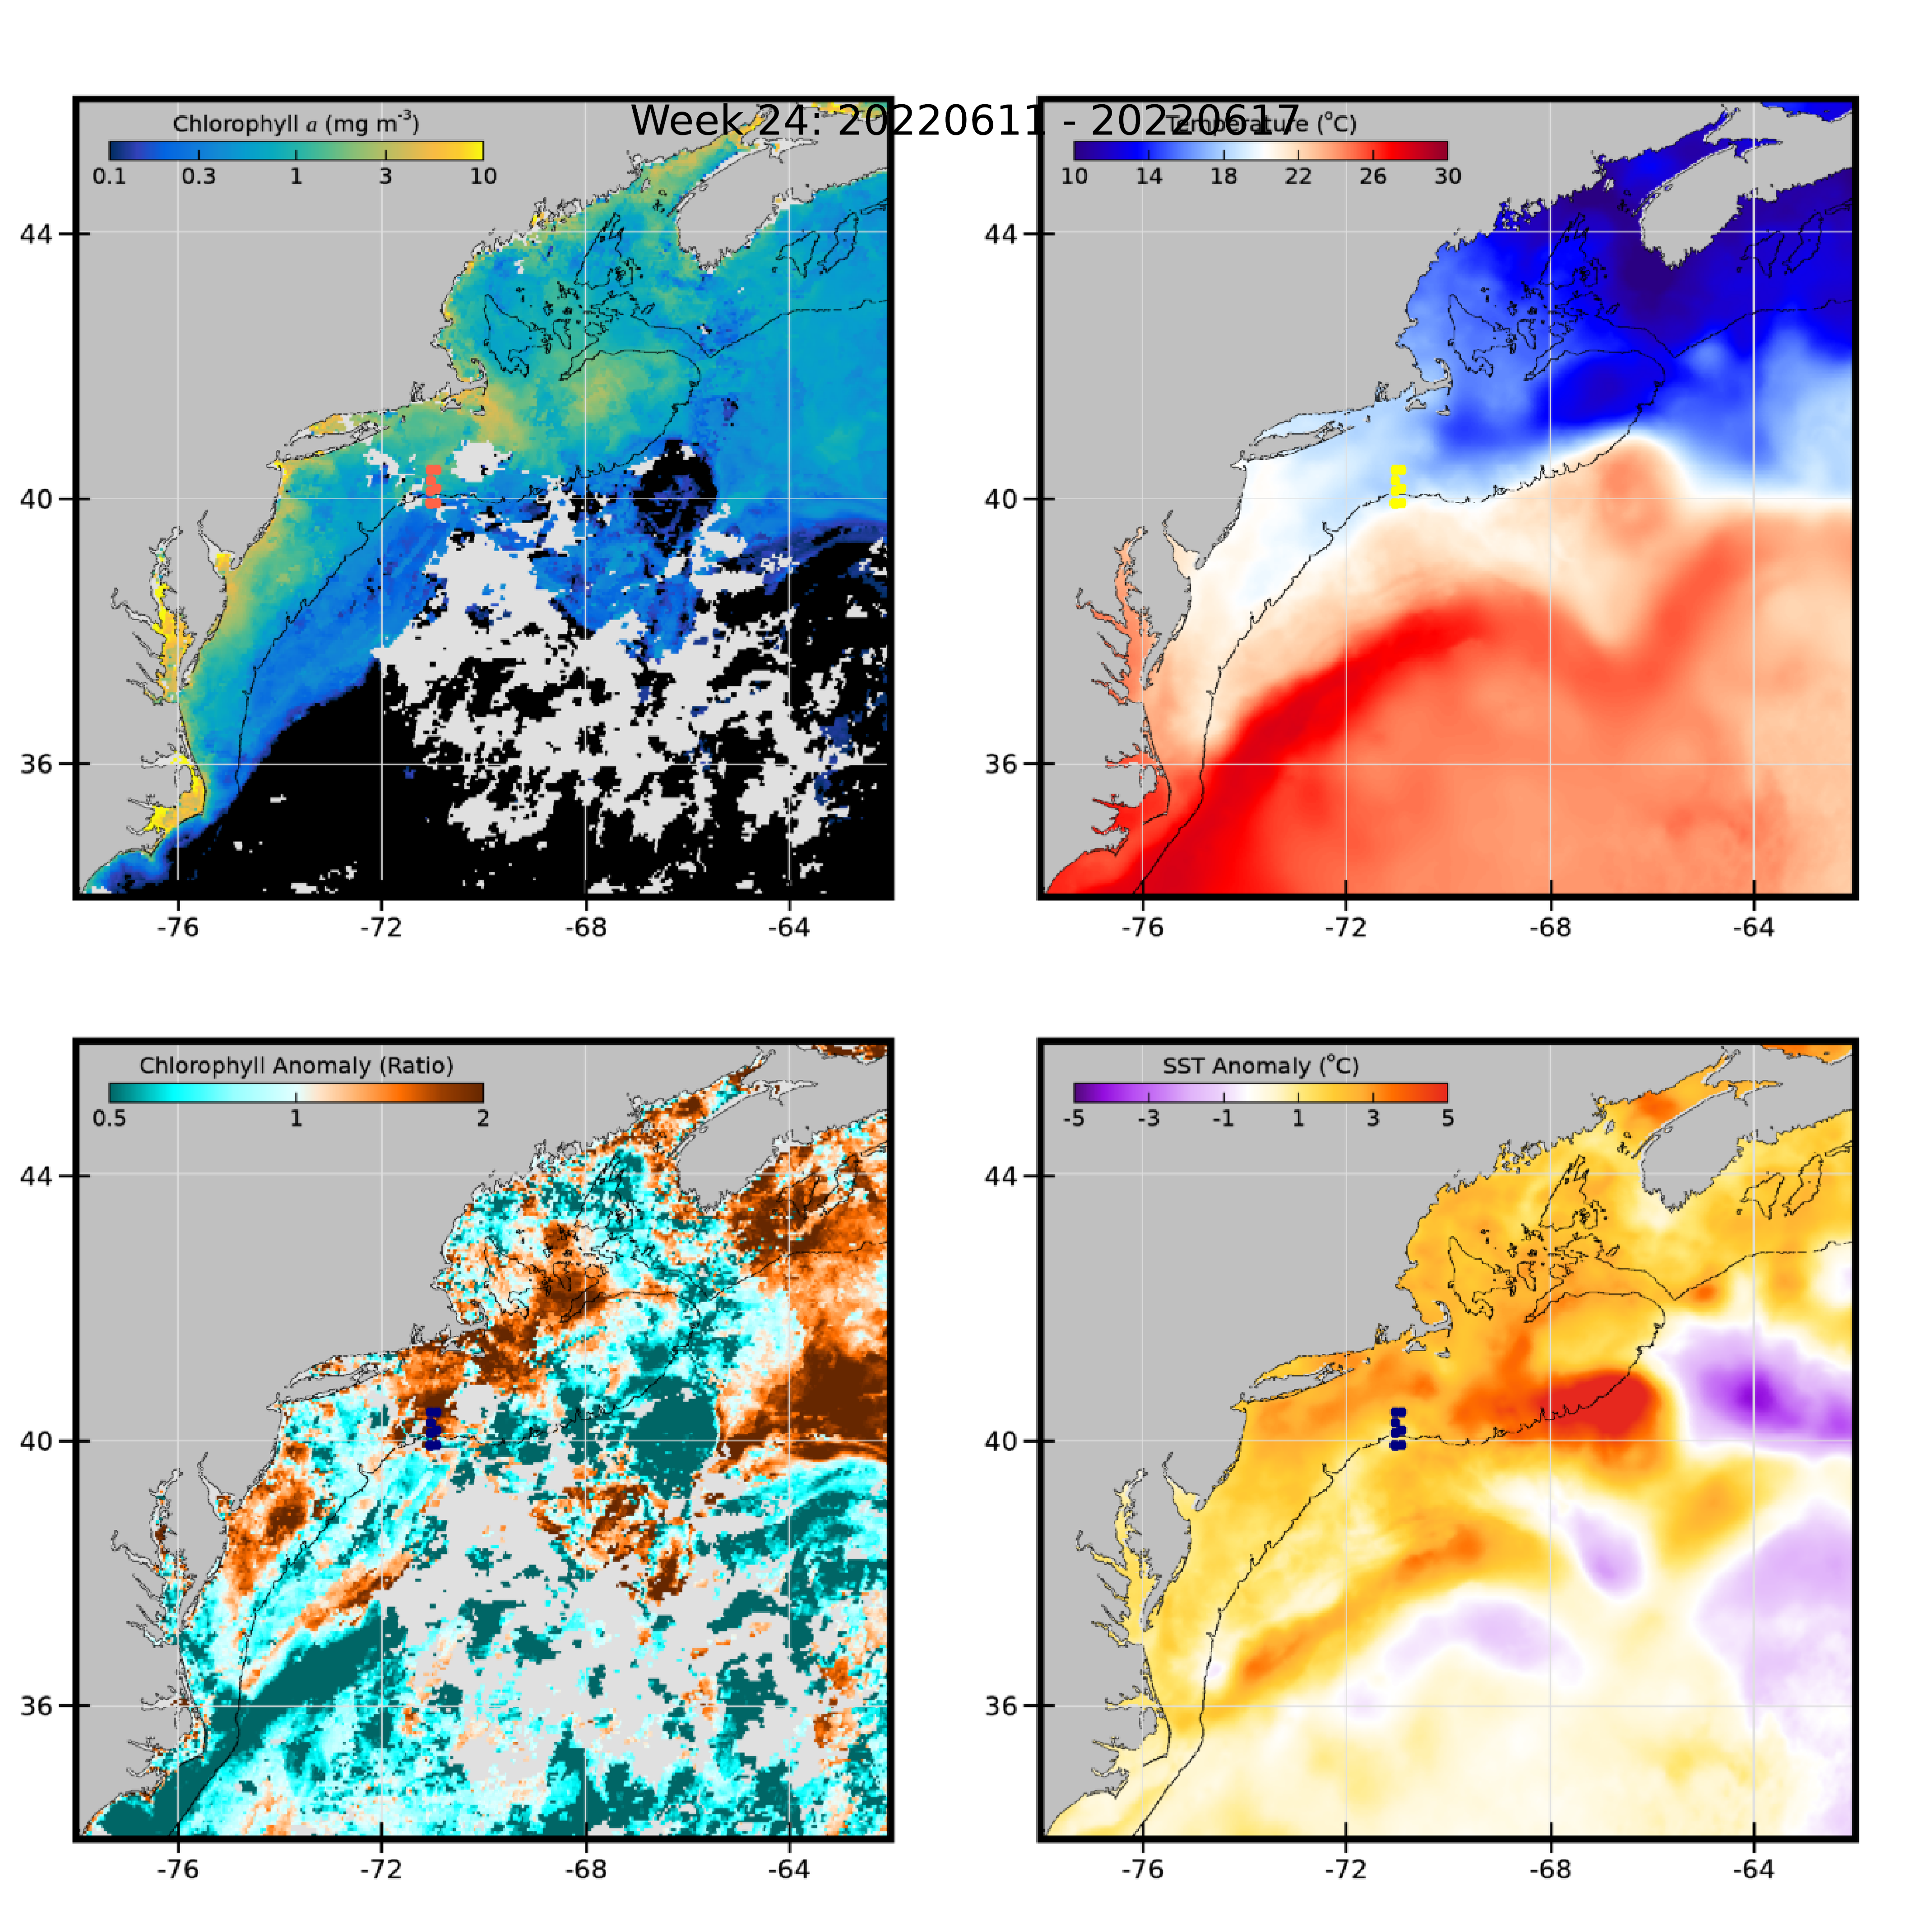 Week 24: 20220611 - 20220617
Chlorophyll a (mg m-3)
0.1 0.3 1 3 10
44
40
36
-76 -72 -68 -64
Temperature (oC)
10 14 18 22 26 30
44
40
36
-76 -72 -68 -64
Chlorophyll Anomaly (Ratio)
0.5 1 2
44
40
36
-76 -72 -68 -64
SST Anomaly (oC)
-5 -3 -1 1 3 5
44
40
36
-76 -72 -68 -64